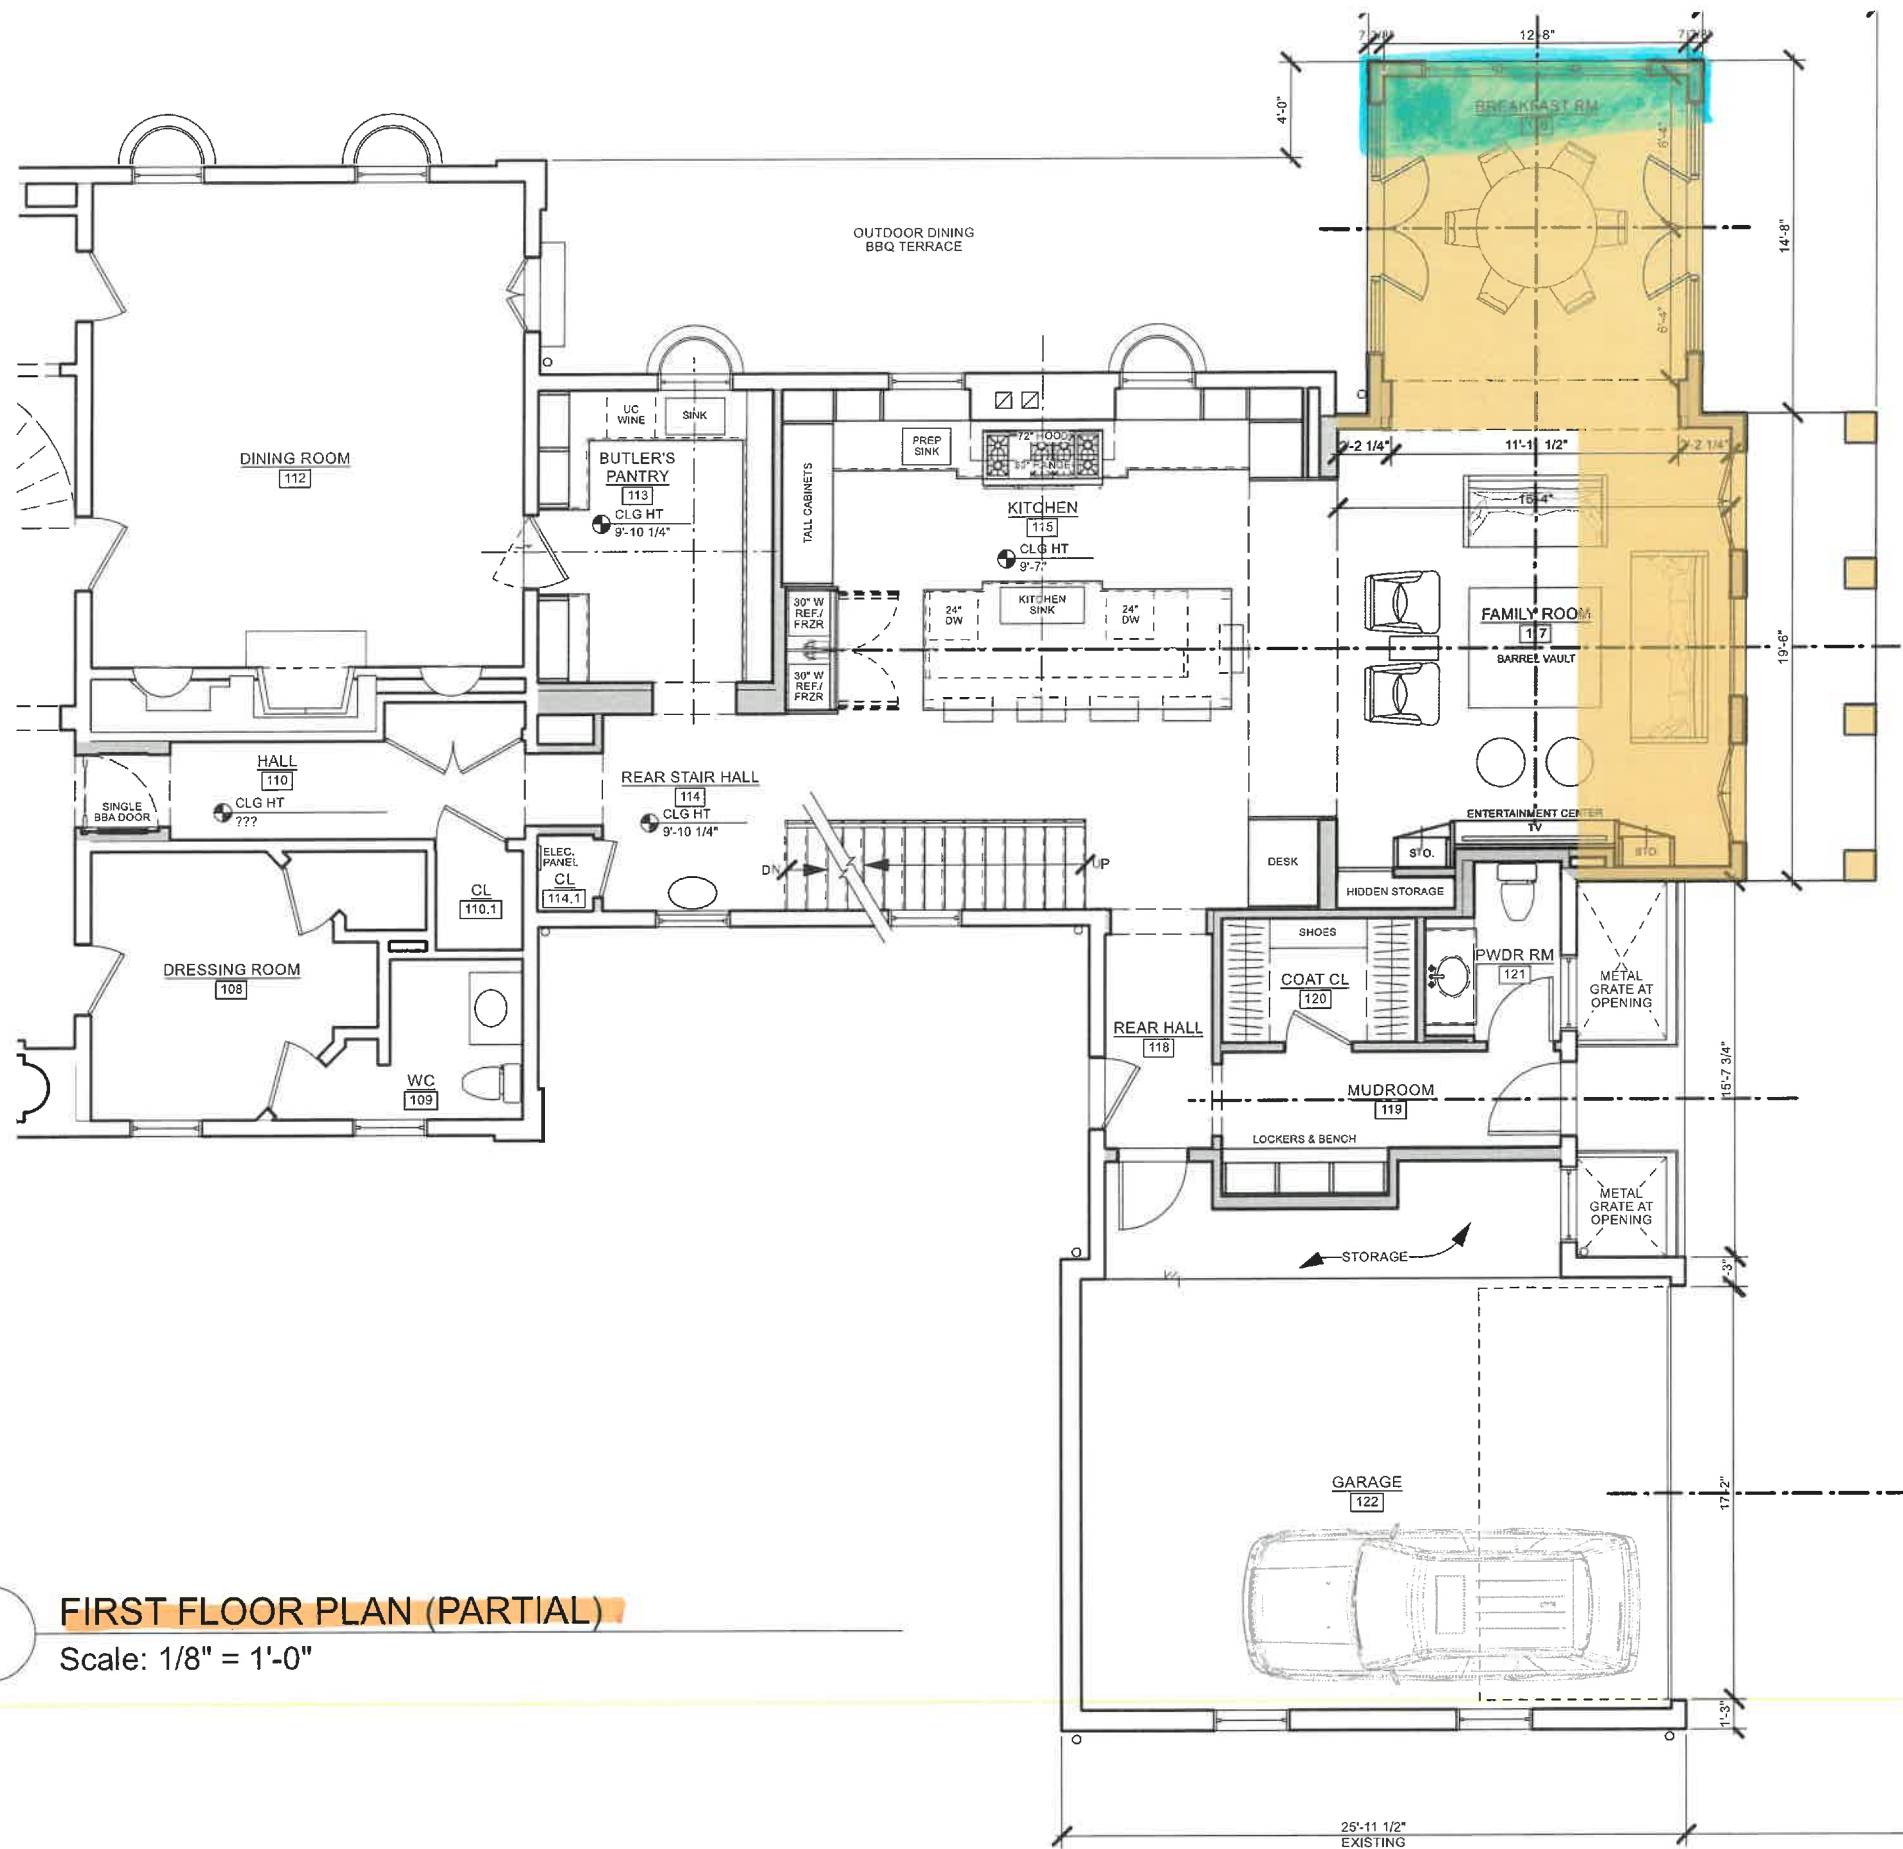 7 7/8"
12'-8"
7 7/8"
4'-0"
BREAKFAST RM
6'-4"
14'-8"
OUTDOOR DINING
BBQ TERRACE
6'-4"
UC
WINE
SINK
PREP
SINK
72" HOOD
RANGE
2'-2 1/4"
11'-1 1/2"
2'-2 1/4"
DINING ROOM
112
BUTLER'S
PANTRY
113
CLG HT
9'-10 1/4"
TALL CABINETS
KITCHEN
115
CLG HT
9'-7"
30" W
REF./
FRZR
24"
DW
KITCHEN
SINK
24"
DW
FAMILY ROOM
117
BARREL VAULT
19'-6"
30" W
REF./
FRZR
HALL
110
CLG HT
???
SINGLE
BBA DOOR
REAR STAIR HALL
114
CLG HT
9'-10 1/4"
ENTERTAINMENT CENTER
TV
STO.
STO.
ELEC.
PANEL
CL
114.1
DN
UP
DESK
HIDDEN STORAGE
CL
110.1
SHOES
DRESSING ROOM
108
COAT CL
120
PWDR RM
121
METAL
GRATE AT
OPENING
REAR HALL
118
WC
109
MUDROOM
119
15'-7 3/4"
LOCKERS & BENCH
METAL
GRATE AT
OPENING
STORAGE
GARAGE
122
17'-2"
FIRST FLOOR PLAN (PARTIAL)
Scale: 1/8" = 1'-0"
1'-3"
25'-11 1/2"
EXISTING